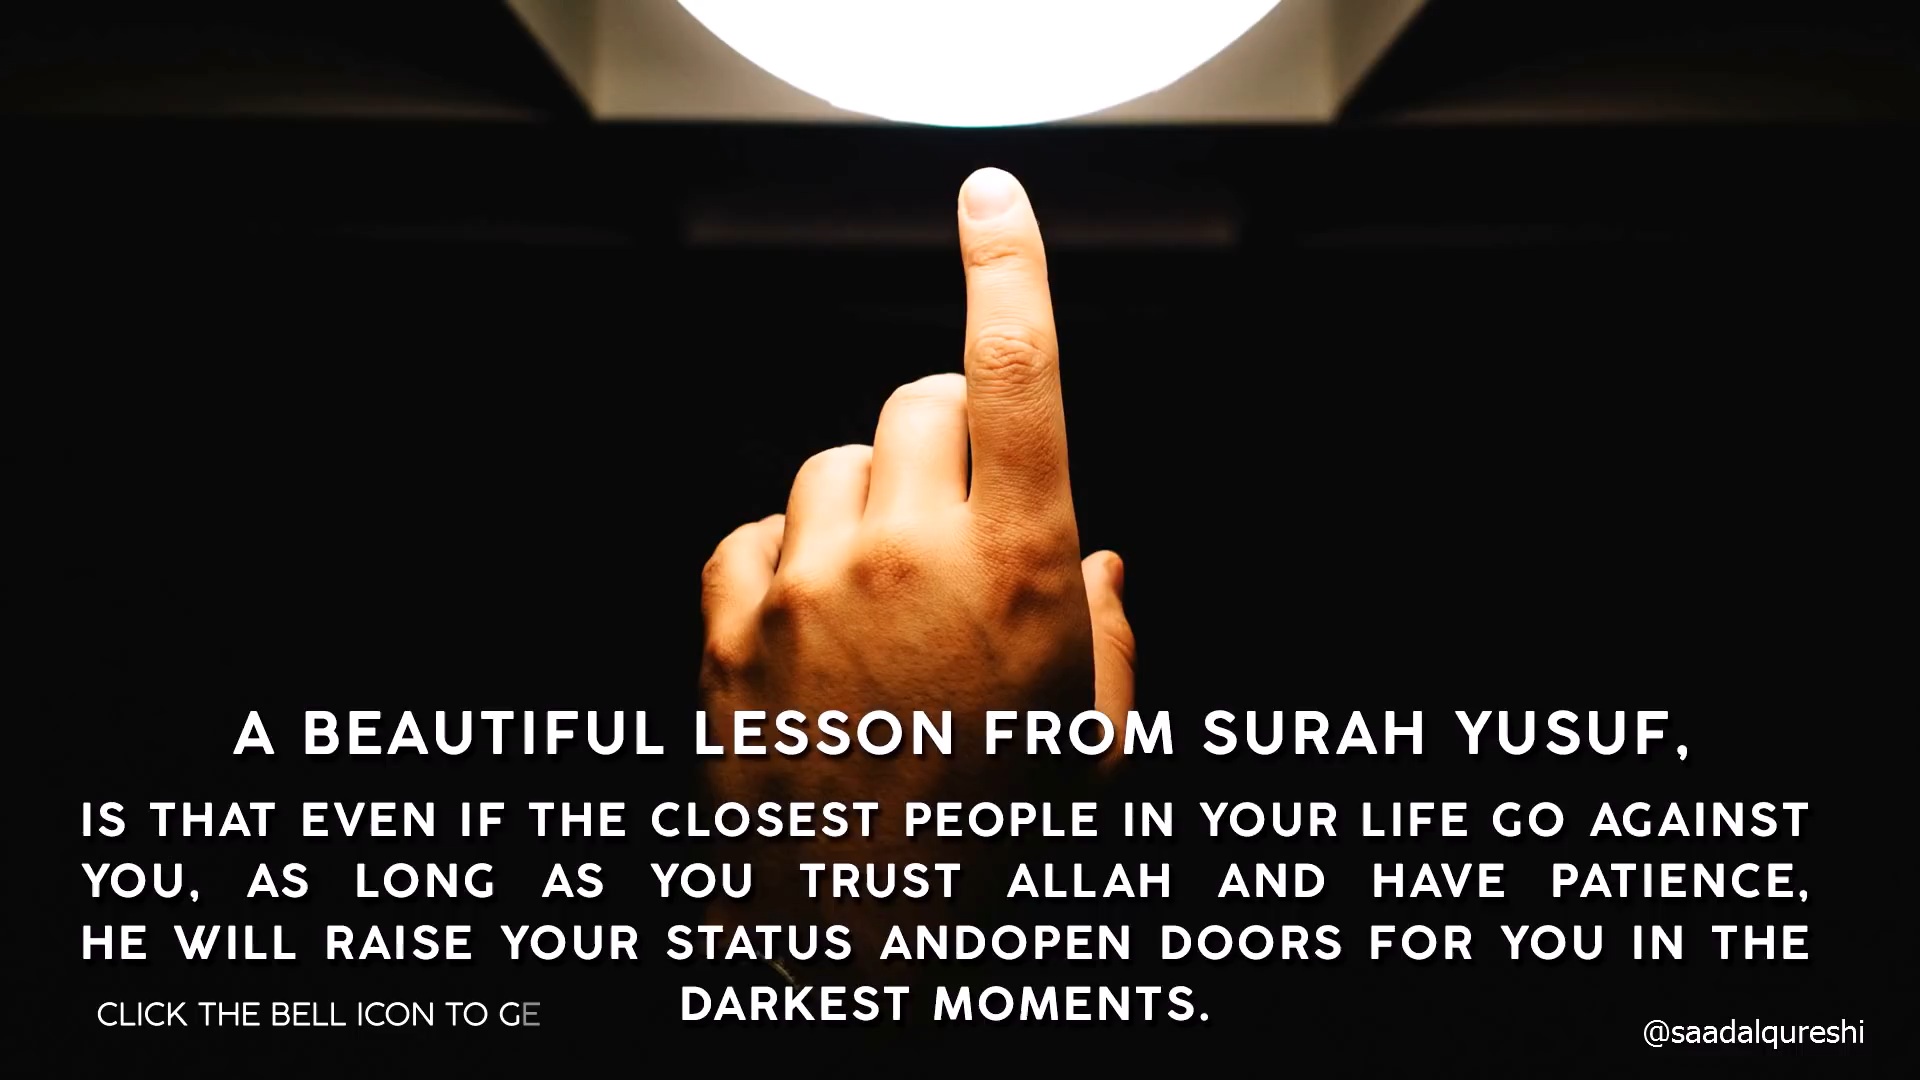 A BEAUTIFUL LESSON FROM SURAH YUSUF,
IS THAT EVEN IF THE CLOSEST PEOPLE IN YOUR LIFE GO AGAINST
YOU, AS LONG AS YOU TRUST ALLAH AND HAVE PATIENCE,
HE WILL RAISE YOUR STATUS ANDOPEN DOORS FOR YOU IN THE
DARKEST MOMENTS.
CLICK THE BELL ICON TO GE
@saadalqureshi